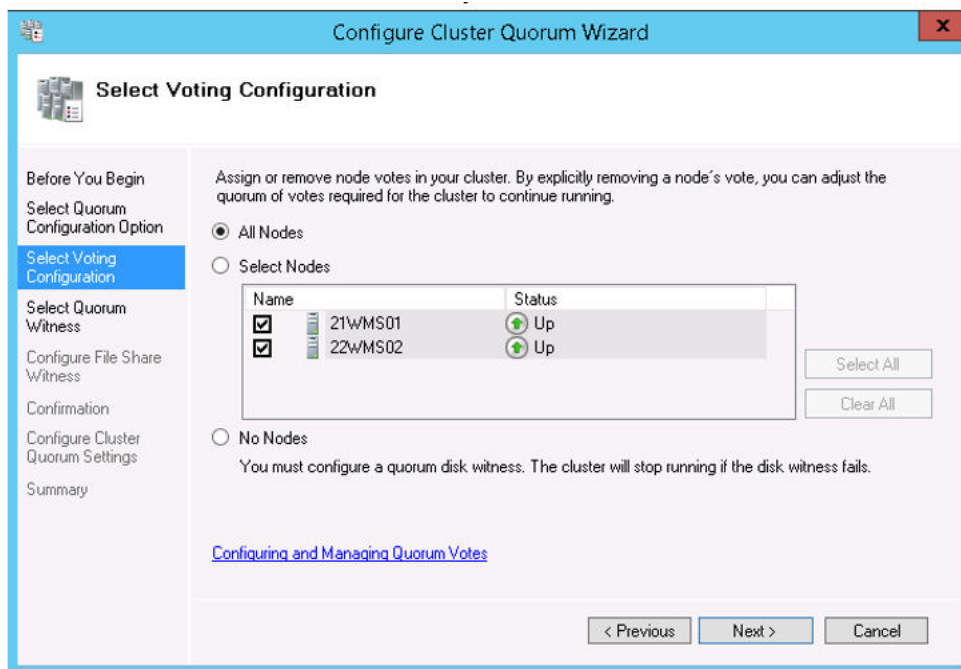 Configure Cluster Quorum Wizard
x
Select Voting Configuration
Before You Begin
Select Quorum
Configuration Option
Select Voting
Configuration
Select Quorum
Witness
Configure File Share
Witness
Confirmation
Configure Cluster
Quorum Settings
Summary
Assign or remove node votes in your cluster. By explicitly removing a node's vote, you can adjust the
quorum of votes required for the cluster to continue running.
All Nodes
Select Nodes
Name Status
21WMS01 Up
22WMS02 Up
Select All
Clear All
No Nodes
You must configure a quorum disk witness. The cluster will stop running if the disk witness fails.
Configuring and Managing Quorum Votes
< Previous Next > Cancel